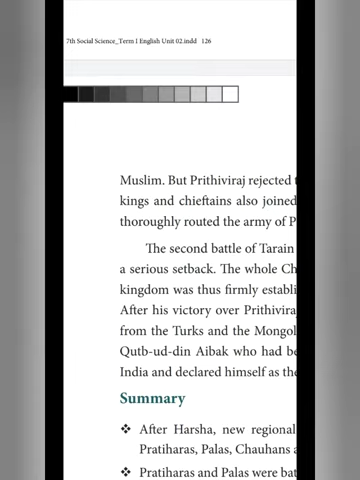 7th Social Science_Term I English Unit 02.indd 126
Muslim. But Prithiviraj rejected
kings and chieftains also joined
thoroughly routed the army of P
The second battle of Tarain
a serious setback. The whole Ch
kingdom was thus firmly establi
After his victory over Prithivira
from the Turks and the Mongol
Qutb-ud-din Aibak who had be
India and declared himself as the
Summary
❖ After Harsha, new regional
Pratiharas, Palas, Chauhans a
❖ Pratiharas and Palas were bat